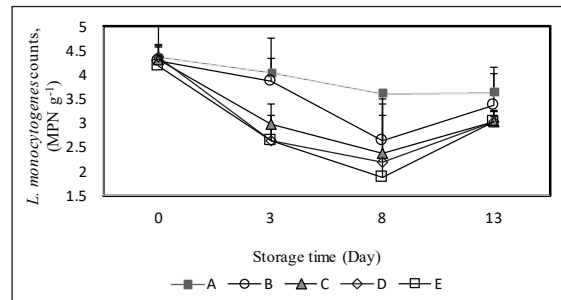 L. monocytogenes counts,
(MPN g⁻¹)
5
4.5
4
3.5
3
2.5
2
1.5
0 3 8 13
Storage time (Day)
A B C D E